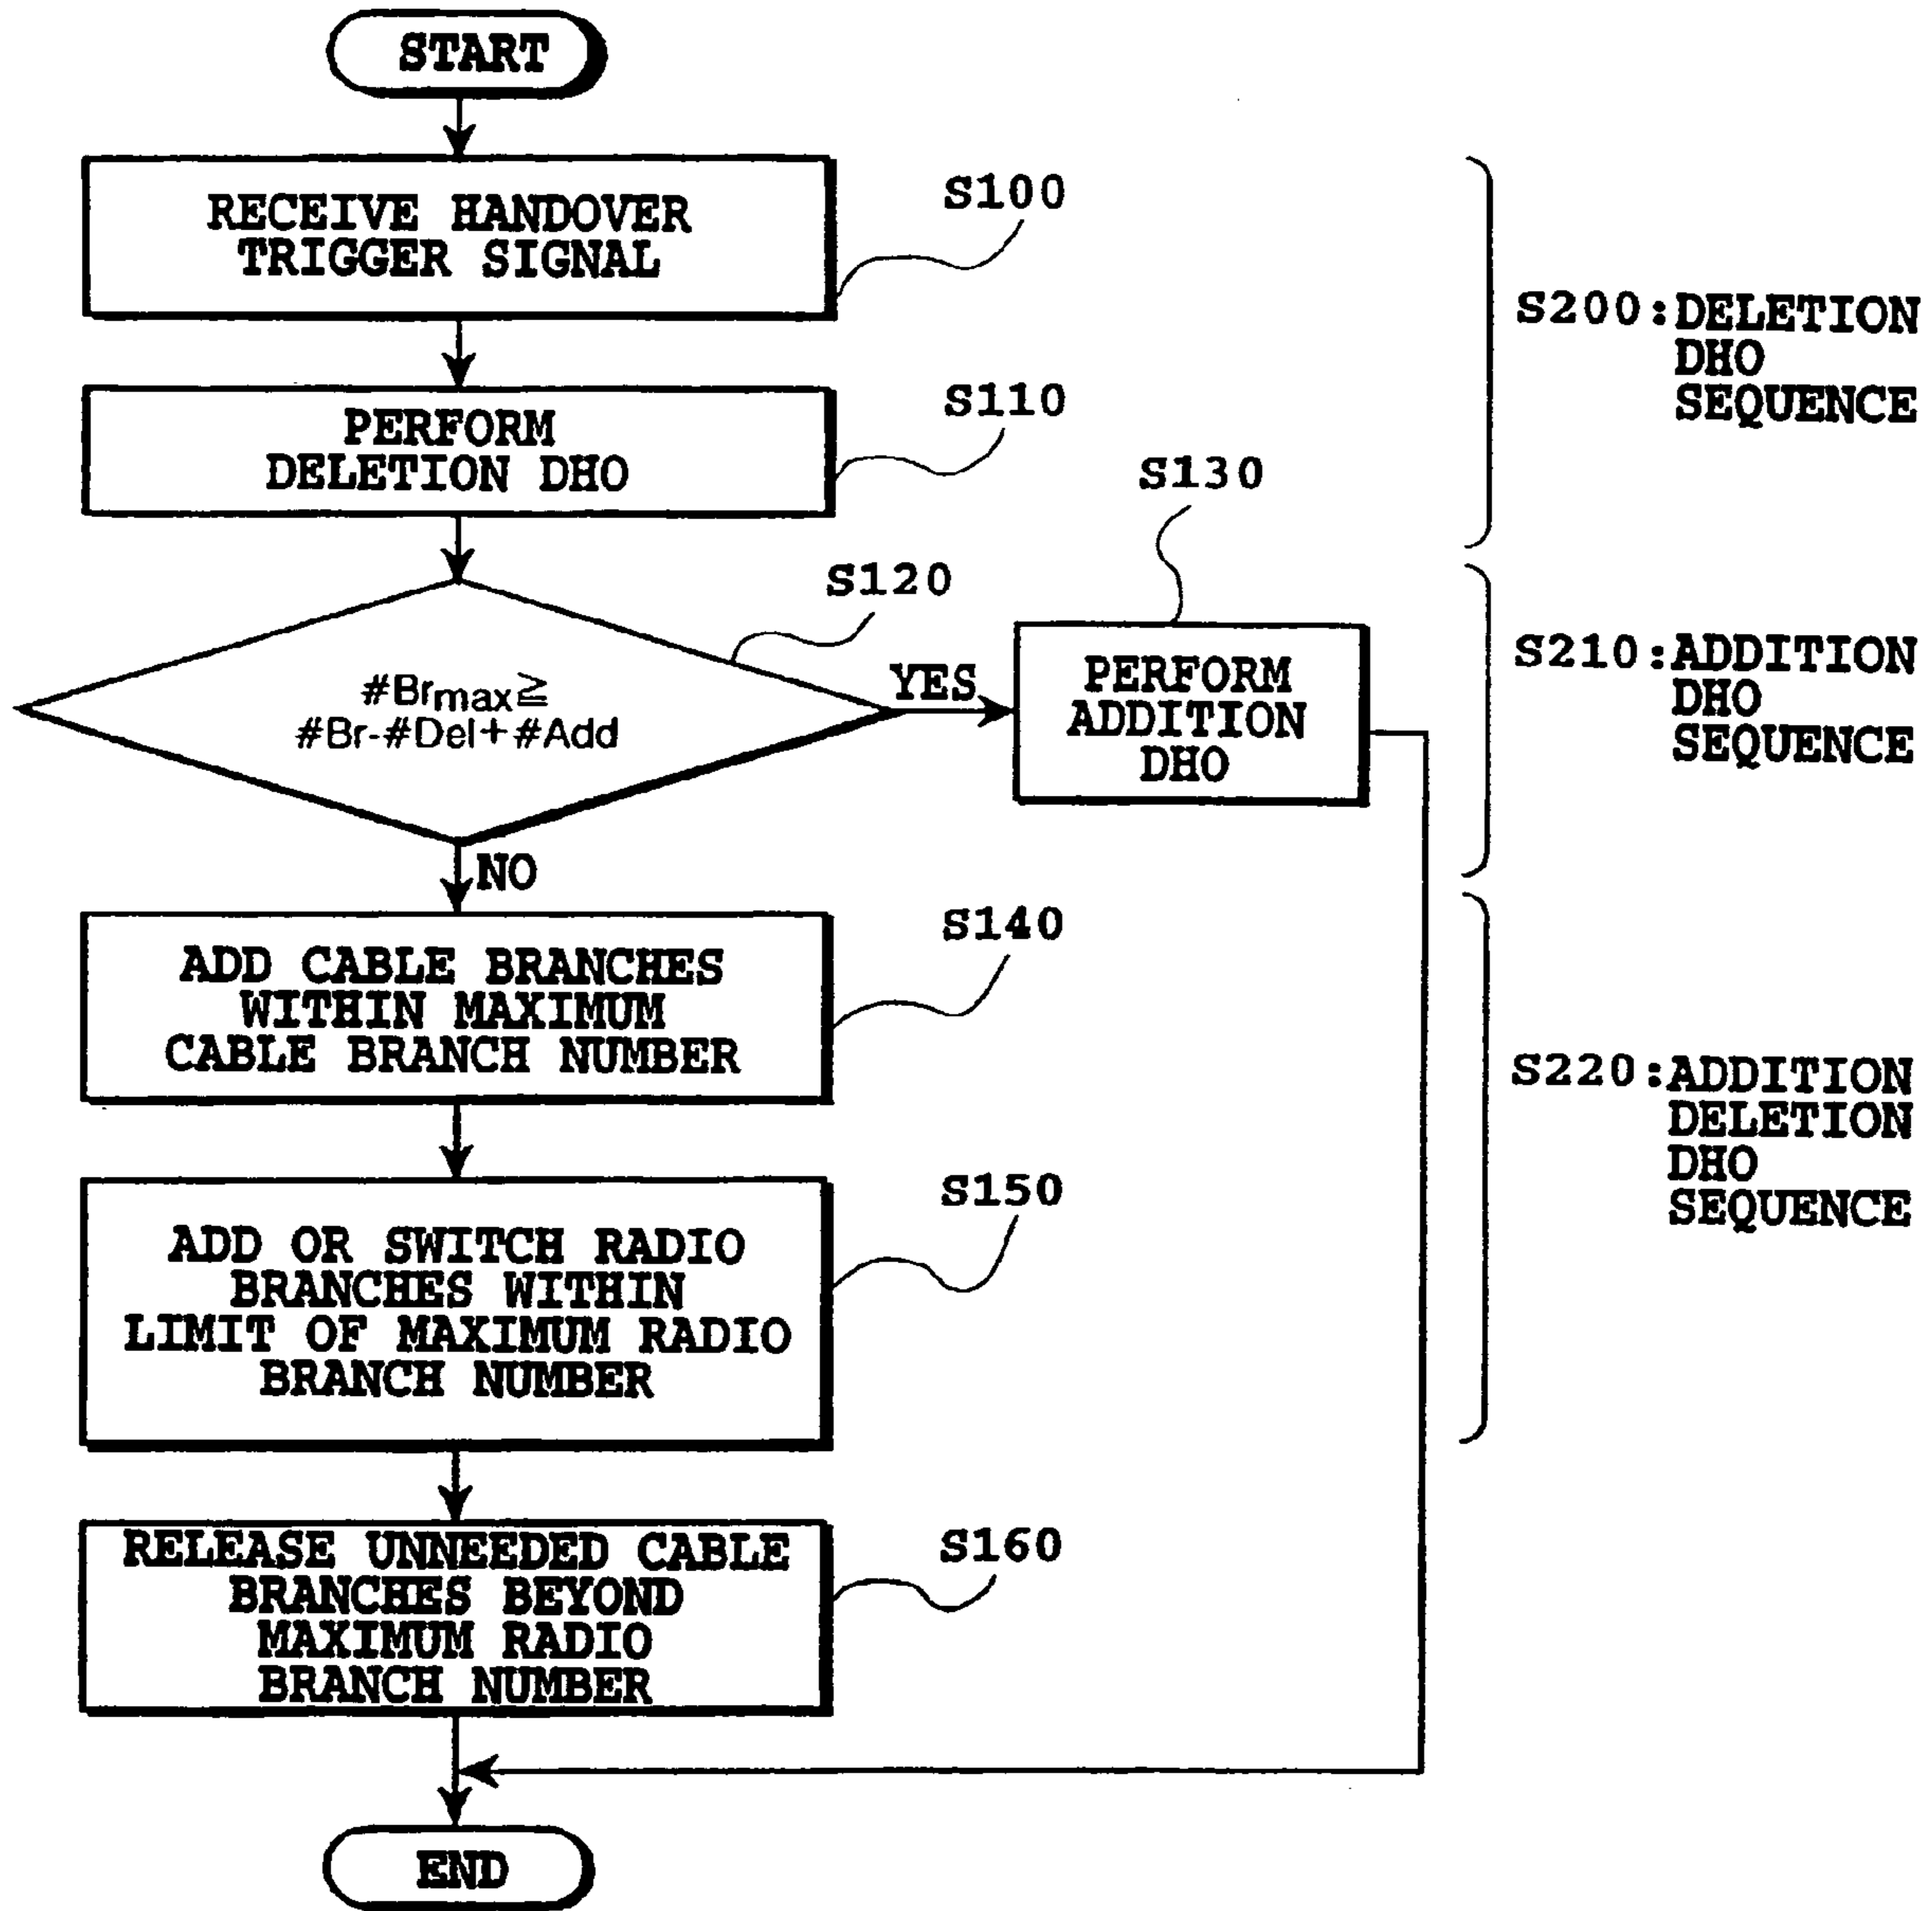 START
RECEIVE HANDOVER
TRIGGER SIGNAL
S100
S200:DELETION
DHO
SEQUENCE
PERFORM
DELETION DHO
S110
S130
S120
#Brmax≧
#Br-#Del+#Add
YES
PERFORM
ADDITION
DHO
S210:ADDITION
DHO
SEQUENCE
NO
ADD CABLE BRANCHES
WITHIN MAXIMUM
CABLE BRANCH NUMBER
S140
S220:ADDITION
DELETION
DHO
SEQUENCE
ADD OR SWITCH RADIO
BRANCHES WITHIN
LIMIT OF MAXIMUM RADIO
BRANCH NUMBER
S150
RELEASE UNNEEDED CABLE
BRANCHES BEYOND
MAXIMUM RADIO
BRANCH NUMBER
S160
END